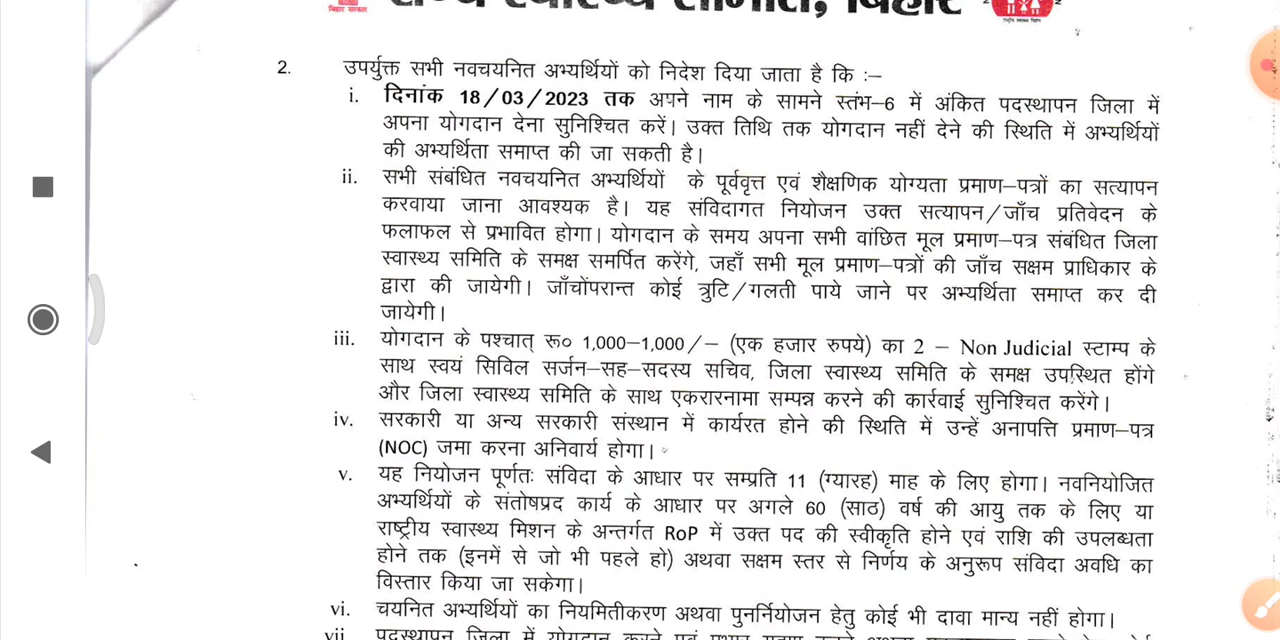 बिहार सरकार
राज्य स्वास्थ्य समिति, बिहार
2. उपर्युक्त सभी नवचयनित अभ्यर्थियों को निदेश दिया जाता है कि :–
i. दिनांक 18/03/2023 तक अपने नाम के सामने स्तंभ–6 में अंकित पदस्थापन जिला में
अपना योगदान देना सुनिश्चित करें। उक्त तिथि तक योगदान नहीं देने की स्थिति में अभ्यर्थियों
की अभ्यर्थिता समाप्त की जा सकती है।
ii. सभी संबंधित नवचयनित अभ्यर्थियों के पूर्ववृत्त एवं शैक्षणिक योग्यता प्रमाण–पत्रों का सत्यापन
करवाया जाना आवश्यक है। यह संविदागत नियोजन उक्त सत्यापन/जाँच प्रतिवेदन के
फलाफल से प्रभावित होगा। योगदान के समय अपना सभी वांछित मूल प्रमाण–पत्र संबंधित जिला
स्वास्थ्य समिति के समक्ष समर्पित करेंगे, जहाँ सभी मूल प्रमाण–पत्रों की जाँच सक्षम प्राधिकार के
द्वारा की जायेगी। जाँचोंपरान्त कोई त्रुटि/गलती पाये जाने पर अभ्यर्थिता समाप्त कर दी
जायेगी।
iii. योगदान के पश्चात् रू० 1,000–1,000/– (एक हजार रुपये) का 2 – Non Judicial स्टाम्प के
साथ स्वयं सिविल सर्जन–सह–सदस्य सचिव, जिला स्वास्थ्य समिति के समक्ष उपस्थित होंगे
और जिला स्वास्थ्य समिति के साथ एकरारनामा सम्पन्न करने की कार्रवाई सुनिश्चित करेंगे।
iv. सरकारी या अन्य सरकारी संस्थान में कार्यरत होने की स्थिति में उन्हें अनापत्ति प्रमाण–पत्र
(NOC) जमा करना अनिवार्य होगा।
v. यह नियोजन पूर्णतः संविदा के आधार पर सम्प्रति 11 (ग्यारह) माह के लिए होगा। नवनियोजित
अभ्यर्थियों के संतोषप्रद कार्य के आधार पर अगले 60 (साठ) वर्ष की आयु तक के लिए या
राष्ट्रीय स्वास्थ्य मिशन के अन्तर्गत RoP में उक्त पद की स्वीकृति होने एवं राशि की उपलब्धता
होने तक (इनमें से जो भी पहले हो) अथवा सक्षम स्तर से निर्णय के अनुरूप संविदा अवधि का
विस्तार किया जा सकेगा।
vi. चयनित अभ्यर्थियों का नियमितीकरण अथवा पुनर्नियोजन हेतु कोई भी दावा मान्य नहीं होगा।
vii. पदस्थापन जिला में योगदान करने एवं